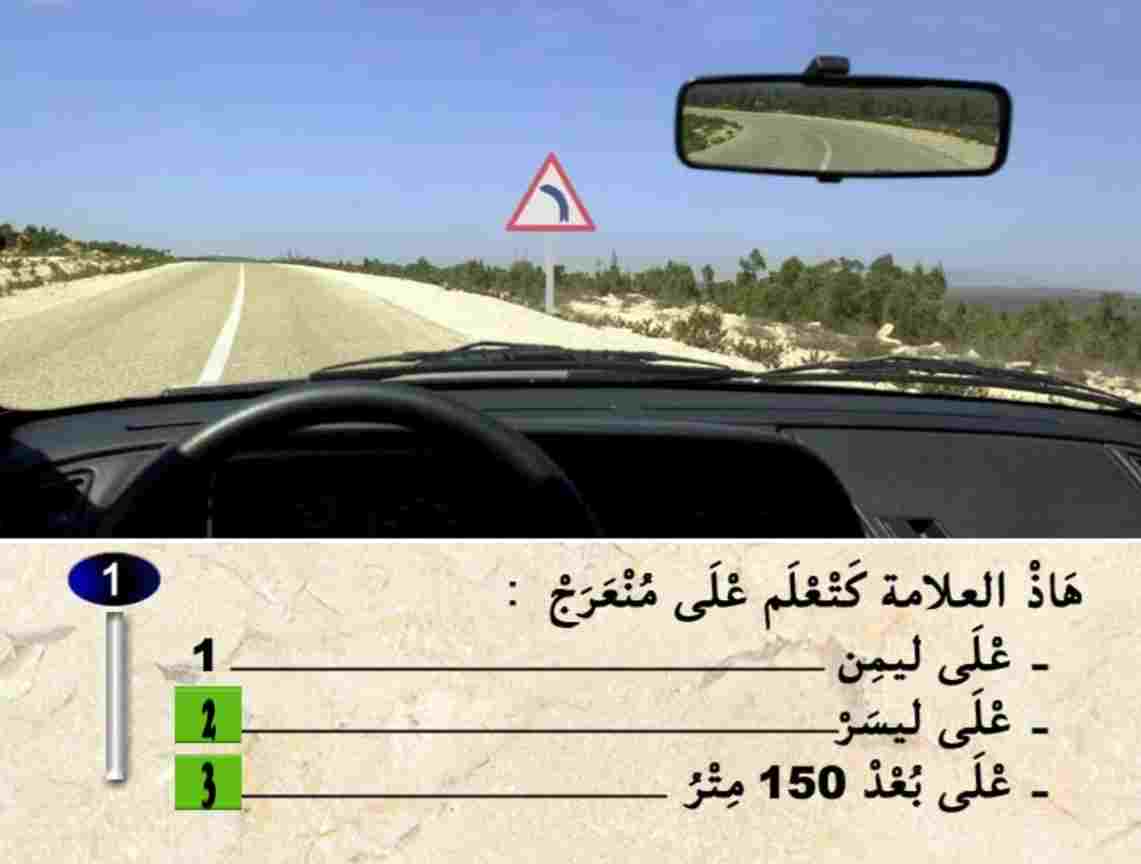 1
هَاذْ العلامة كَتْعْلَم عْلَى مُنْعَرَجْ :
- عْلَى ليمِن 1
- عْلَى ليسَرْ 2
- عْلَى بُعْدْ 150 مِتْرُ 3